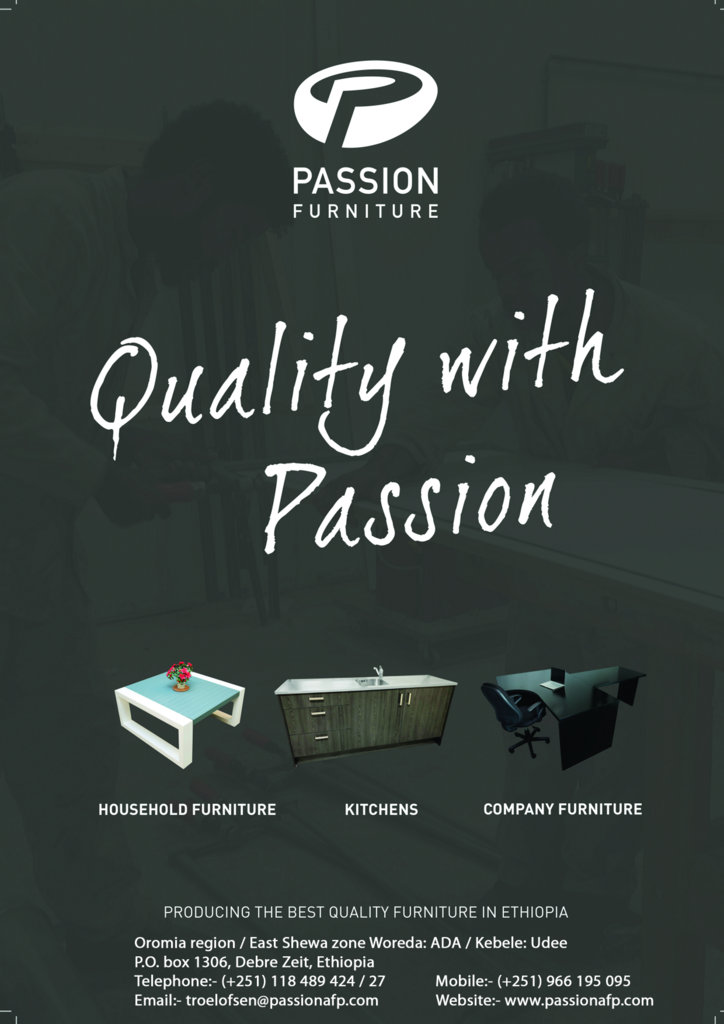 PASSION
FURNITURE
Quality with
Passion
HOUSEHOLD FURNITURE
KITCHENS
COMPANY FURNITURE
PRODUCING THE BEST QUALITY FURNITURE IN ETHIOPIA
Oromia region / East Shewa zone Woreda: ADA / Kebele: Udee
P.O. box 1306, Debre Zeit, Ethiopia
Telephone:- (+251) 118 489 424 / 27 Mobile:- (+251) 966 195 095
Email:- troelofsen@passionafp.com Website:- www.passionafp.com